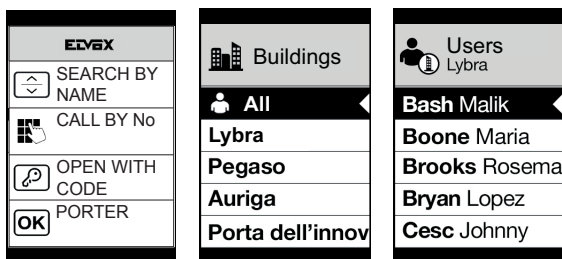 ELVOX
SEARCH BY
NAME
CALL BY No
OPEN WITH
CODE
OK PORTER
Buildings
All
Lybra
Pegaso
Auriga
Porta dell'innov
Users
Lybra
Bash Malik
Boone Maria
Brooks Rosema
Bryan Lopez
Cesc Johnny